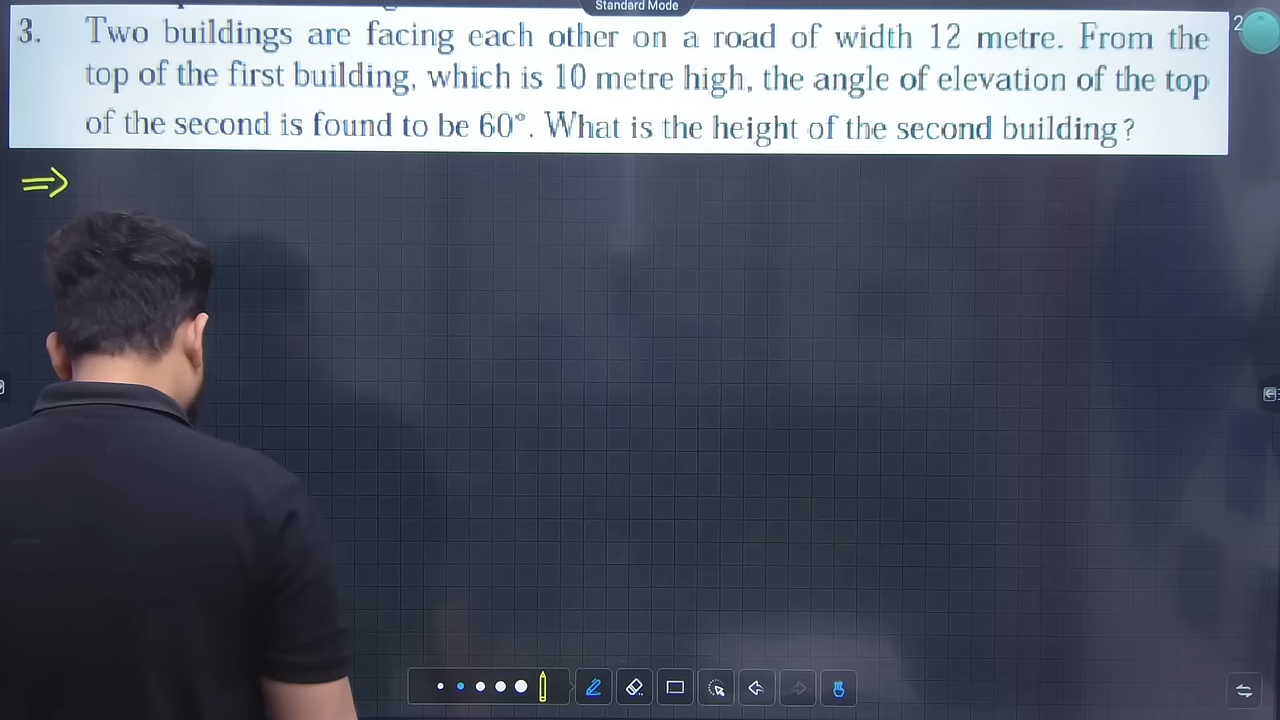 Standard Mode
2
3. Two buildings are facing each other on a road of width 12 metre. From the
top of the first building, which is 10 metre high, the angle of elevation of the top
of the second is found to be 60°. What is the height of the second building?
⇒